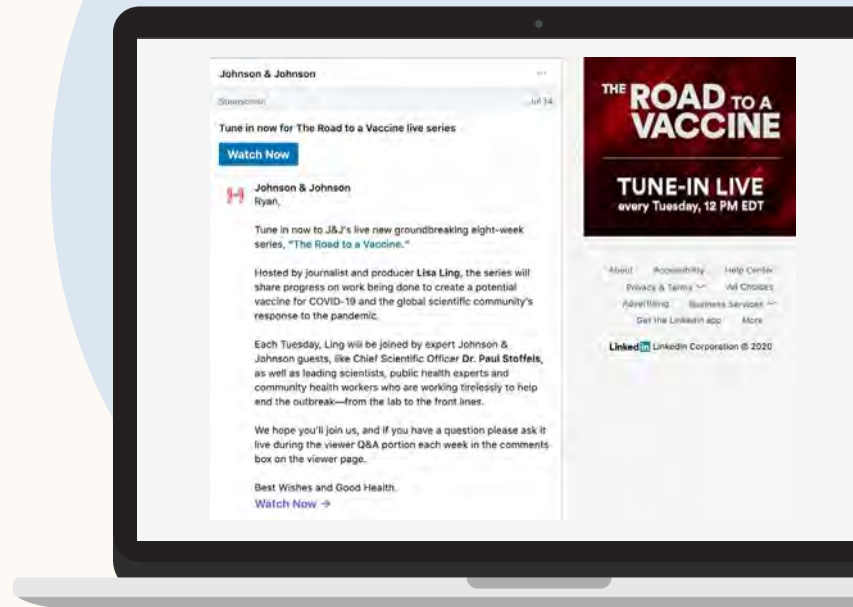 Johnson & Johnson
Sponsored
Jul 14
Tune in now for The Road to a Vaccine live series
Watch Now
Johnson & Johnson
Ryan,
Tune in now to J&J's live new groundbreaking eight-week
series, "The Road to a Vaccine."
Hosted by journalist and producer Lisa Ling, the series will
share progress on work being done to create a potential
vaccine for COVID-19 and the global scientific community's
response to the pandemic.
Each Tuesday, Ling will be joined by expert Johnson &
Johnson guests, like Chief Scientific Officer Dr. Paul Stoffels,
as well as leading scientists, public health experts and
community health workers who are working tirelessly to help
end the outbreak—from the lab to the front lines.
We hope you'll join us, and if you have a question please ask it
live during the viewer Q&A portion each week in the comments
box on the viewer page.
Best Wishes and Good Health.
Watch Now →
THE ROAD TO A
VACCINE
TUNE-IN LIVE
every Tuesday, 12 PM EDT
About Accessibility Help Center
Privacy & Terms Ad Choices
Advertising Business Services
Get the LinkedIn app More
LinkedIn LinkedIn Corporation © 2020